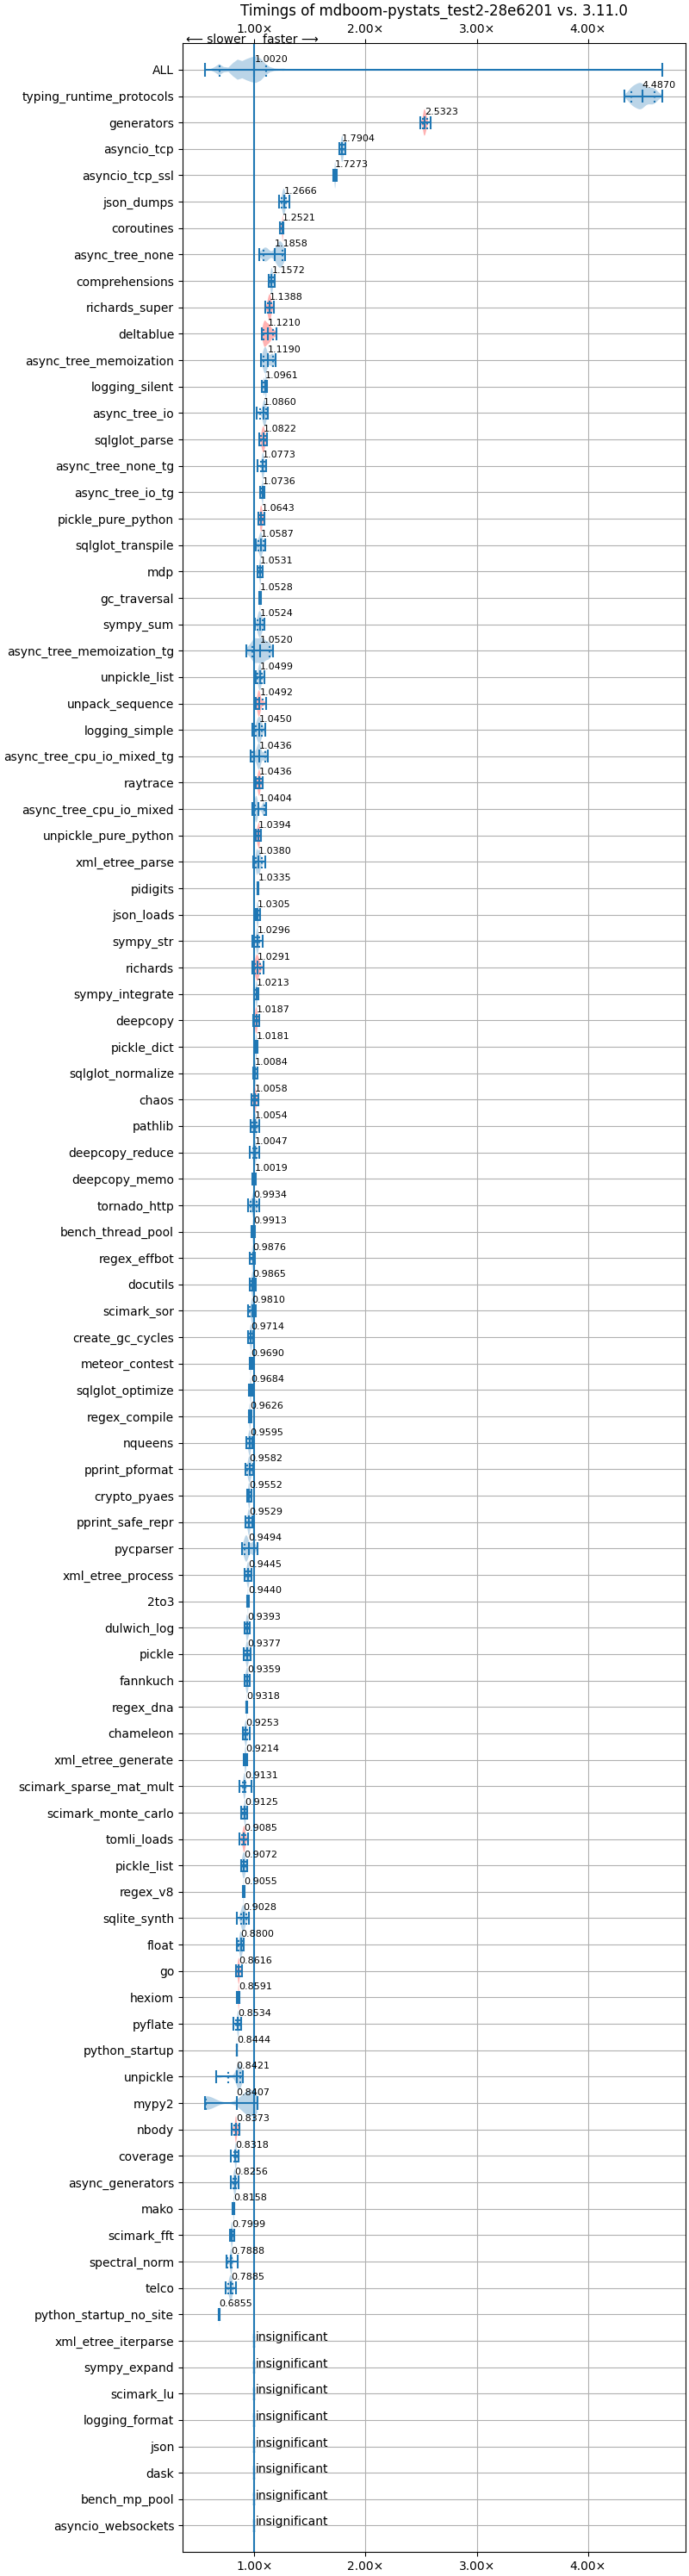 Timings of mdboom-pystats_test2-28e6201 vs. 3.11.0
1.00× 2.00× 3.00× 4.00×
⟵ slower faster ⟶
ALL 1.0020
typing_runtime_protocols 4.4870
generators 2.5323
asyncio_tcp 1.7904
asyncio_tcp_ssl 1.7273
json_dumps 1.2666
coroutines 1.2521
async_tree_none 1.1858
comprehensions 1.1572
richards_super 1.1388
deltablue 1.1210
async_tree_memoization 1.1190
logging_silent 1.0961
async_tree_io 1.0860
sqlglot_parse 1.0822
async_tree_none_tg 1.0773
async_tree_io_tg 1.0736
pickle_pure_python 1.0643
sqlglot_transpile 1.0587
mdp 1.0531
gc_traversal 1.0528
sympy_sum 1.0524
async_tree_memoization_tg 1.0520
unpickle_list 1.0499
unpack_sequence 1.0492
logging_simple 1.0450
async_tree_cpu_io_mixed_tg 1.0436
raytrace 1.0436
async_tree_cpu_io_mixed 1.0404
unpickle_pure_python 1.0394
xml_etree_parse 1.0380
pidigits 1.0335
json_loads 1.0305
sympy_str 1.0296
richards 1.0291
sympy_integrate 1.0213
deepcopy 1.0187
pickle_dict 1.0181
sqlglot_normalize 1.0084
chaos 1.0058
pathlib 1.0054
deepcopy_reduce 1.0047
deepcopy_memo 1.0019
tornado_http 0.9934
bench_thread_pool 0.9913
regex_effbot 0.9876
docutils 0.9865
scimark_sor 0.9810
create_gc_cycles 0.9714
meteor_contest 0.9690
sqlglot_optimize 0.9684
regex_compile 0.9626
nqueens 0.9595
pprint_pformat 0.9582
crypto_pyaes 0.9552
pprint_safe_repr 0.9529
pycparser 0.9494
xml_etree_process 0.9445
2to3 0.9440
dulwich_log 0.9393
pickle 0.9377
fannkuch 0.9359
regex_dna 0.9318
chameleon 0.9253
xml_etree_generate 0.9214
scimark_sparse_mat_mult 0.9131
scimark_monte_carlo 0.9125
tomli_loads 0.9085
pickle_list 0.9072
regex_v8 0.9055
sqlite_synth 0.9028
float 0.8800
go 0.8616
hexiom 0.8591
pyflate 0.8534
python_startup 0.8444
unpickle 0.8421
mypy2 0.8407
nbody 0.8373
coverage 0.8318
async_generators 0.8256
mako 0.8158
scimark_fft 0.7999
spectral_norm 0.7888
telco 0.7885
python_startup_no_site 0.6855
xml_etree_iterparse insignificant
sympy_expand insignificant
scimark_lu insignificant
logging_format insignificant
json insignificant
dask insignificant
bench_mp_pool insignificant
asyncio_websockets insignificant
1.00× 2.00× 3.00× 4.00×